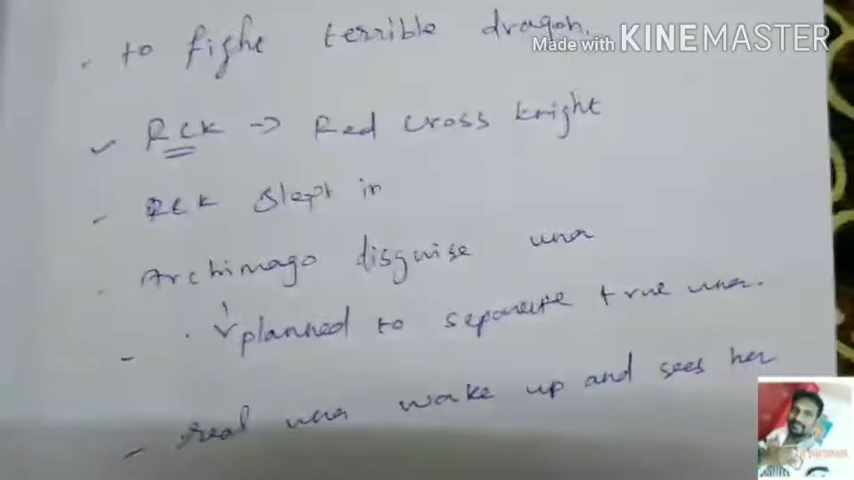 to fighe terrible dragon.
Made with KINEMASTER
RCK → Red cross knight
RCK Slept in
Archimago disguise una
planned to separate true una.
real una wake up and sees her